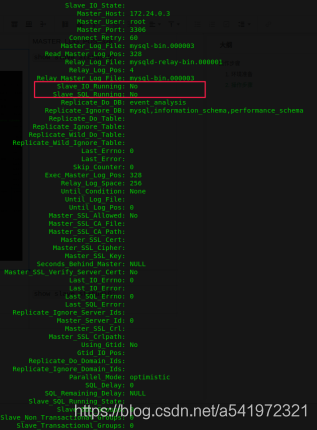 Slave_IO_State:
Master_Host: 172.24.0.3
Master_User: root
Master_Port: 3306
Connect_Retry: 60
Master_Log_File: mysql-bin.000003
Read_Master_Log_Pos: 328
Relay_Log_File: mysqld-relay-bin.000001
Relay_Log_Pos: 4
Relay_Master_Log_File: mysql-bin.000003
Slave_IO_Running: No
Slave_SQL_Running: No
Replicate_Do_DB: event_analysis
Replicate_Ignore_DB: mysql,information_schema,performance_schema
Replicate_Do_Table:
Replicate_Ignore_Table:
Replicate_Wild_Do_Table:
Replicate_Wild_Ignore_Table:
Last_Errno: 0
Last_Error:
Skip_Counter: 0
Exec_Master_Log_Pos: 328
Relay_Log_Space: 256
Until_Condition: None
Until_Log_File:
Until_Log_Pos: 0
Master_SSL_Allowed: No
Master_SSL_CA_File:
Master_SSL_CA_Path:
Master_SSL_Cert:
Master_SSL_Cipher:
Master_SSL_Key:
Seconds_Behind_Master: NULL
Master_SSL_Verify_Server_Cert: No
Last_IO_Errno: 0
Last_IO_Error:
Last_SQL_Errno: 0
Last_SQL_Error:
Replicate_Ignore_Server_Ids:
Master_Server_Id: 0
Master_SSL_Crl:
Master_SSL_Crlpath:
Using_Gtid: No
Gtid_IO_Pos:
Replicate_Do_Domain_Ids:
Replicate_Ignore_Domain_Ids:
Parallel_Mode: optimistic
SQL_Delay: 0
SQL_Remaining_Delay: NULL
Slave_SQL_Running_State:
https://blog.csdn.net/a541972321
Slave_Non_Transactional_Groups: 0
Slave_Transactional_Groups: 0